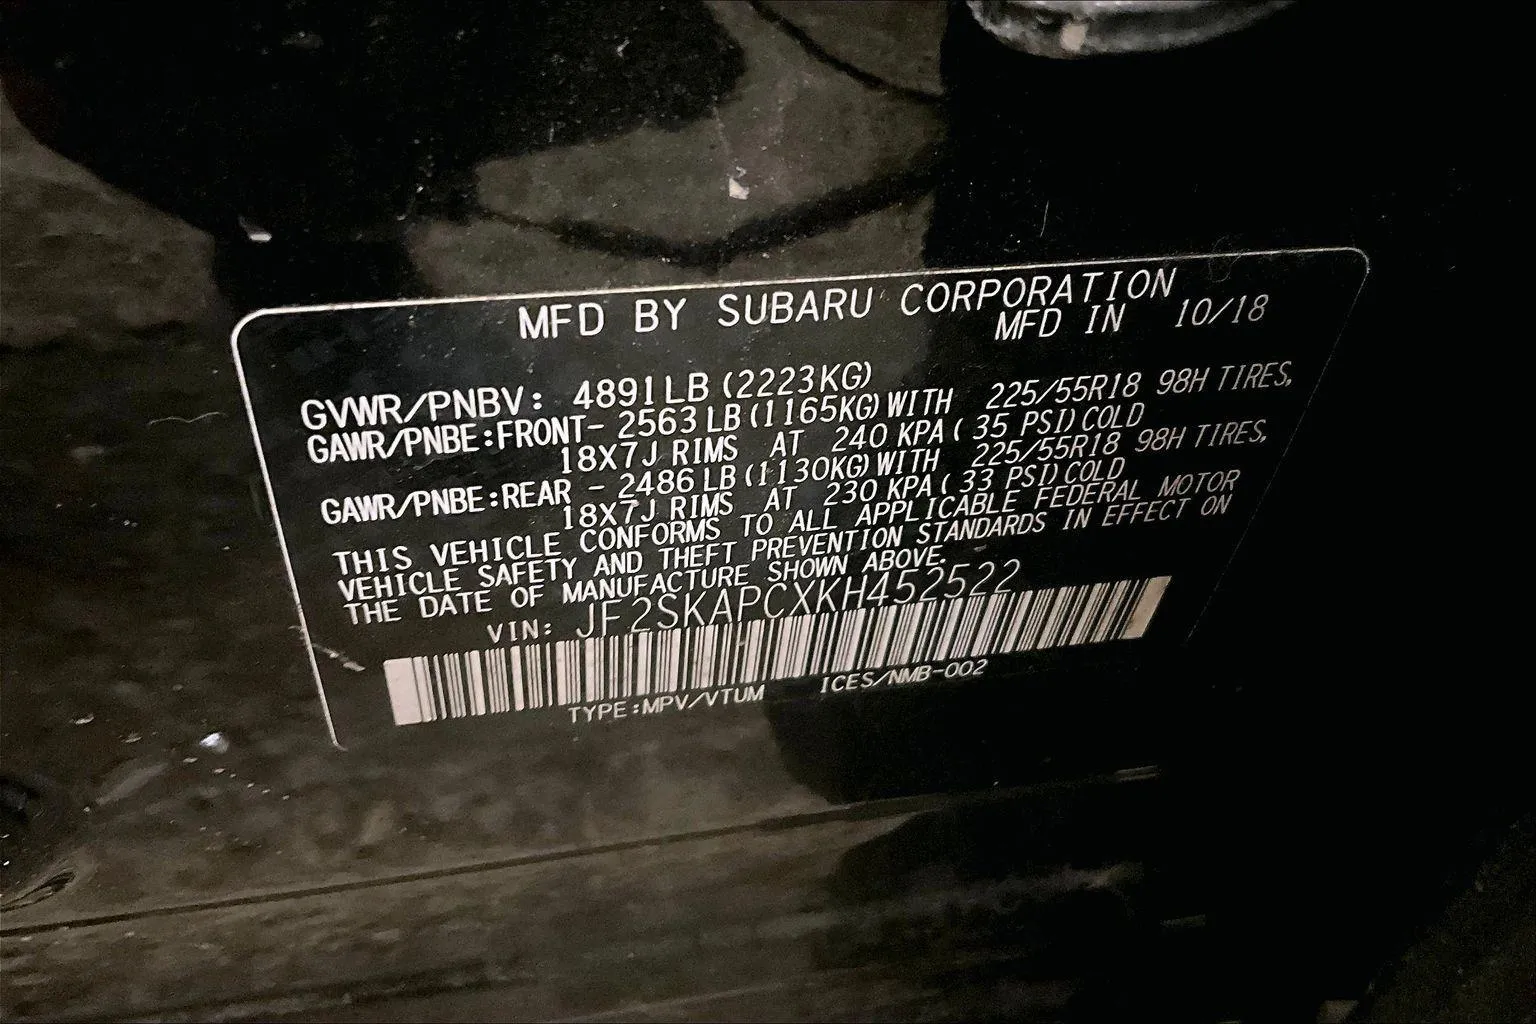 MFD BY SUBARU CORPORATION
MFD IN 10/18
GVWR/PNBV: 4891LB (2223KG)
GAWR/PNBE:FRONT- 2563 LB (1165KG) WITH 225/55R18 98H TIRES,
18X7J RIMS AT 240 KPA ( 35 PSI) COLD
GAWR/PNBE:REAR - 2486 LB (1130KG) WITH 225/55R18 98H TIRES,
18X7J RIMS AT 230 KPA ( 33 PSI) COLD
THIS VEHICLE CONFORMS TO ALL APPLICABLE FEDERAL MOTOR
VEHICLE SAFETY AND THEFT PREVENTION STANDARDS IN EFFECT ON
THE DATE OF MANUFACTURE SHOWN ABOVE.
VIN: JF2SKAPCXKH452522
TYPE:MPV/VTUM ICES/NMB-002